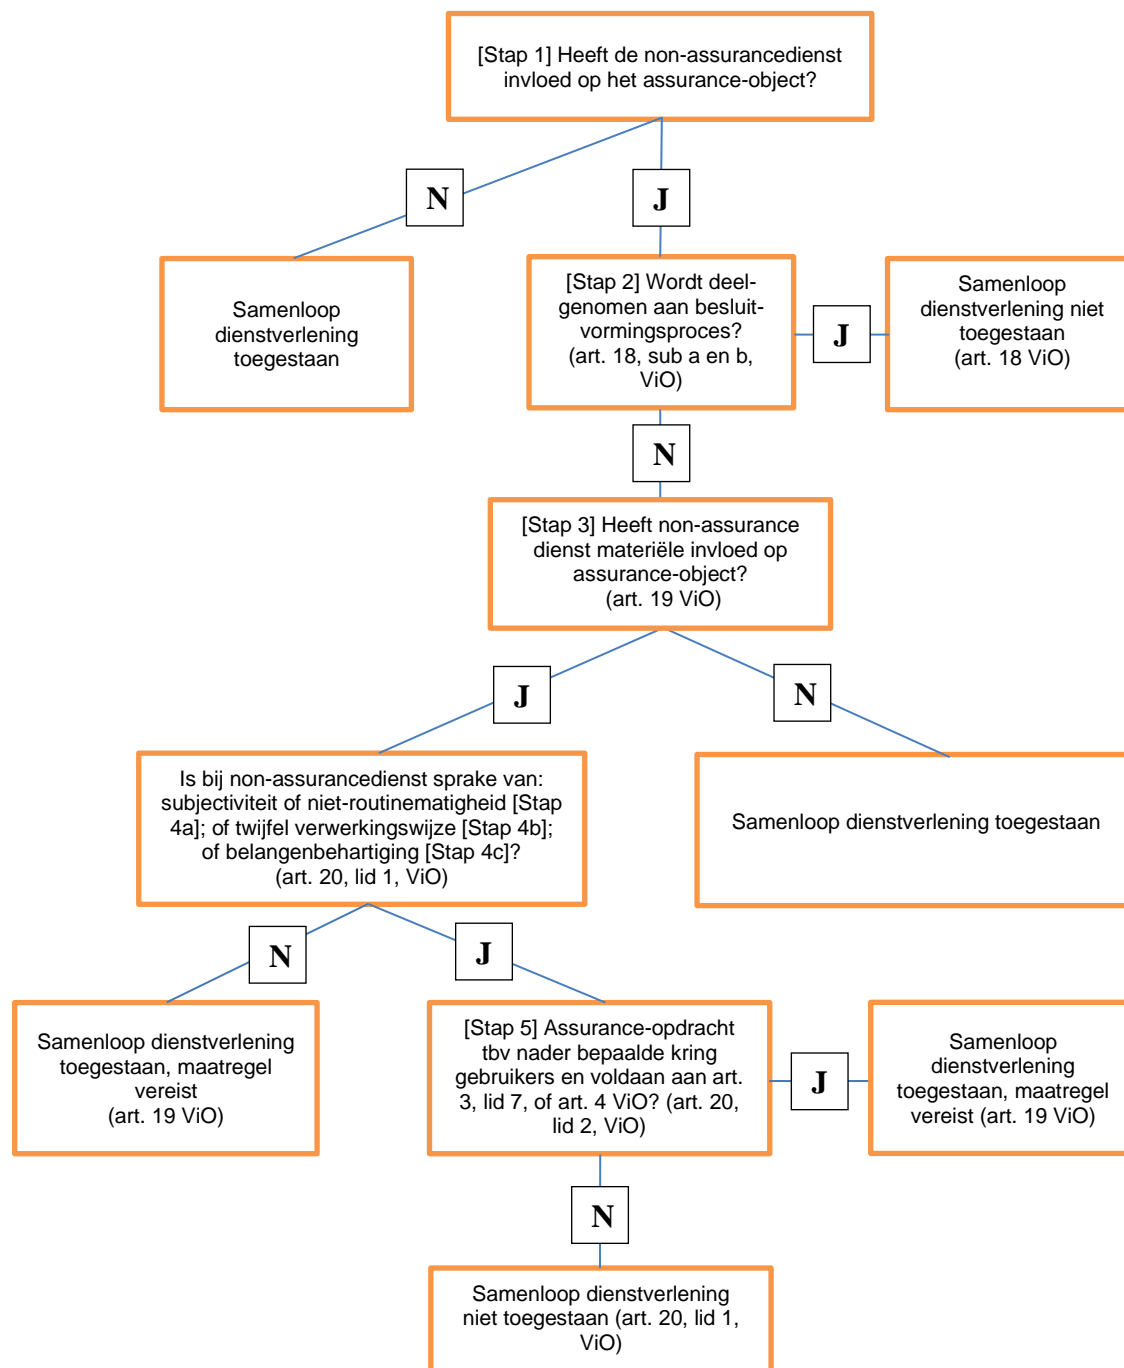 [Stap 1] Heeft de non-assurancedienst
invloed op het assurance-object?
N
J
Samenloop
dienstverlening
toegestaan
[Stap 2] Wordt deel-
genomen aan besluit-
vormingsproces?
(art. 18, sub a en b,
ViO)
J
Samenloop
dienstverlening niet
toegestaan
(art. 18 ViO)
N
[Stap 3] Heeft non-assurance
dienst materiële invloed op
assurance-object?
(art. 19 ViO)
J
N
Is bij non-assurancedienst sprake van:
subjectiviteit of niet-routinematigheid [Stap
4a]; of twijfel verwerkingswijze [Stap 4b];
of belangenbehartiging [Stap 4c]?
(art. 20, lid 1, ViO)
Samenloop dienstverlening toegestaan
N
J
Samenloop dienstverlening
toegestaan, maatregel
vereist
(art. 19 ViO)
[Stap 5] Assurance-opdracht
tbv nader bepaalde kring
gebruikers en voldaan aan art.
3, lid 7, of art. 4 ViO? (art. 20,
lid 2, ViO)
J
Samenloop
dienstverlening
toegestaan, maatregel
vereist (art. 19 ViO)
N
Samenloop dienstverlening
niet toegestaan (art. 20, lid 1,
ViO)